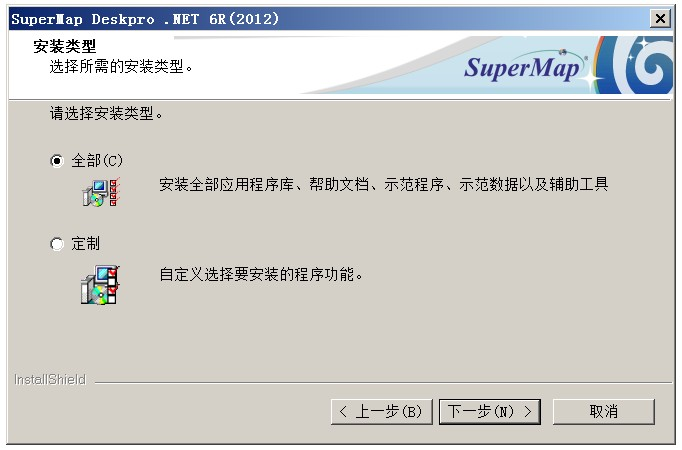 SuperMap Deskpro .NET 6R(2012)
安装类型
选择所需的安装类型。
SuperMap
请选择安装类型。
全部(C)
安装全部应用程序库、帮助文档、示范程序、示范数据以及辅助工具
定制
自定义选择要安装的程序功能。
InstallShield
< 上一步(B) 下一步(N) > 取消